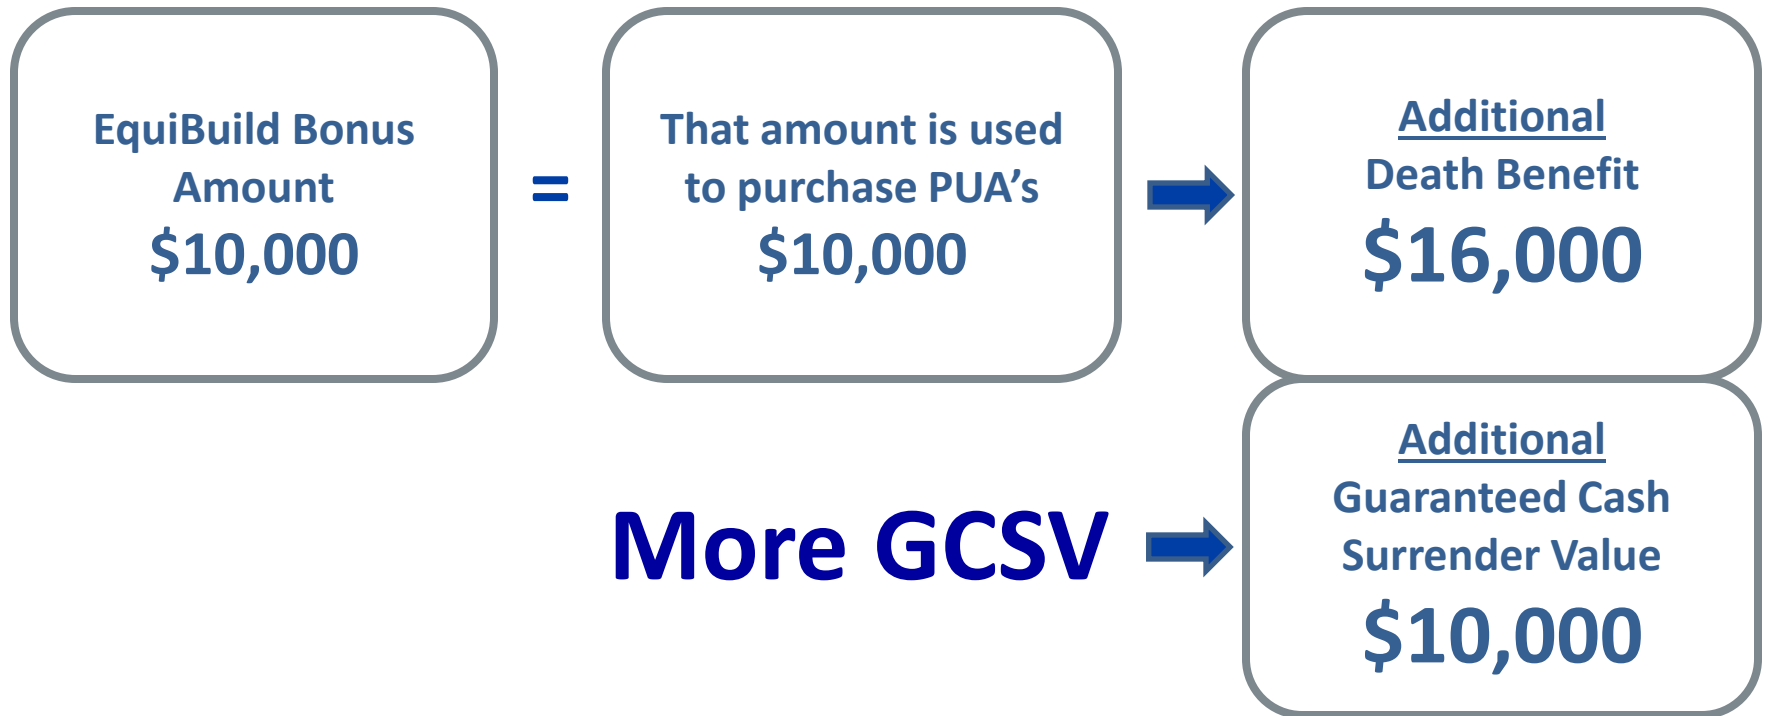 EquiBuild Bonus
Amount
$10,000
=
That amount is used
to purchase PUA’s
$10,000
Additional
Death Benefit
$16,000
More GCSV
Additional
Guaranteed Cash
Surrender Value
$10,000